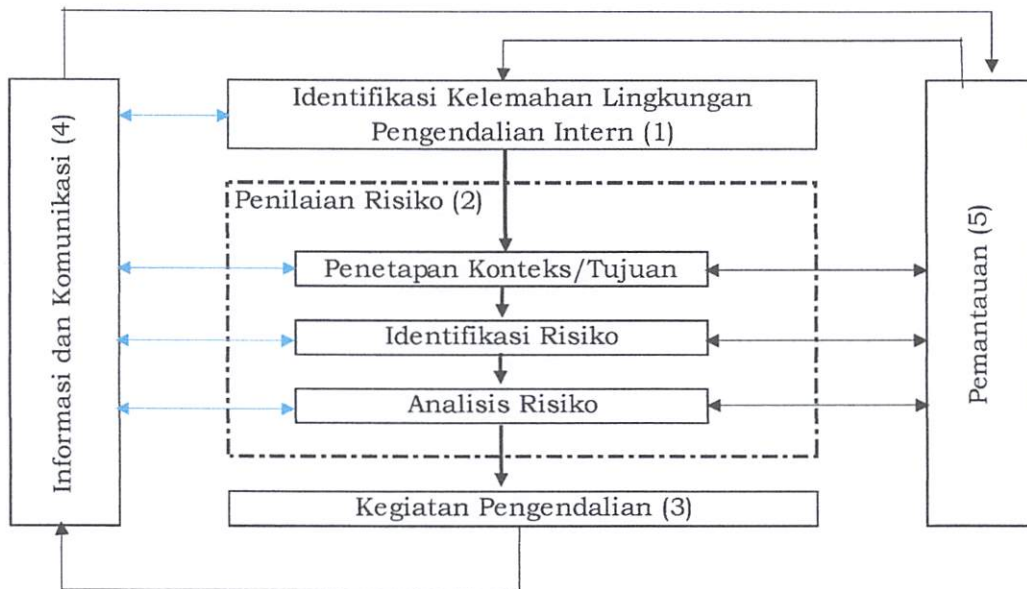 Informasi dan Komunikasi (4)
Identifikasi Kelemahan Lingkungan
Pengendalian Intern (1)
Penilaian Risiko (2)
Penetapan Konteks/Tujuan
Identifikasi Risiko
Analisis Risiko
Kegiatan Pengendalian (3)
Pemantauan (5)